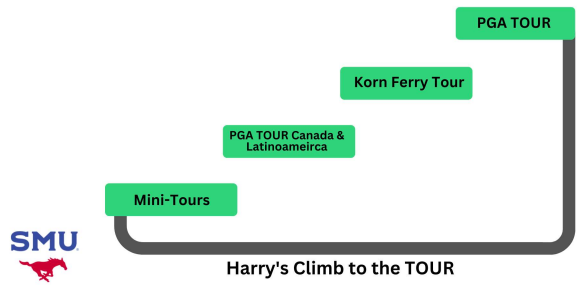 PGA TOUR
Korn Ferry Tour
PGA TOUR Canada &
Latinoameirca
Mini-Tours
SMU
Harry's Climb to the TOUR